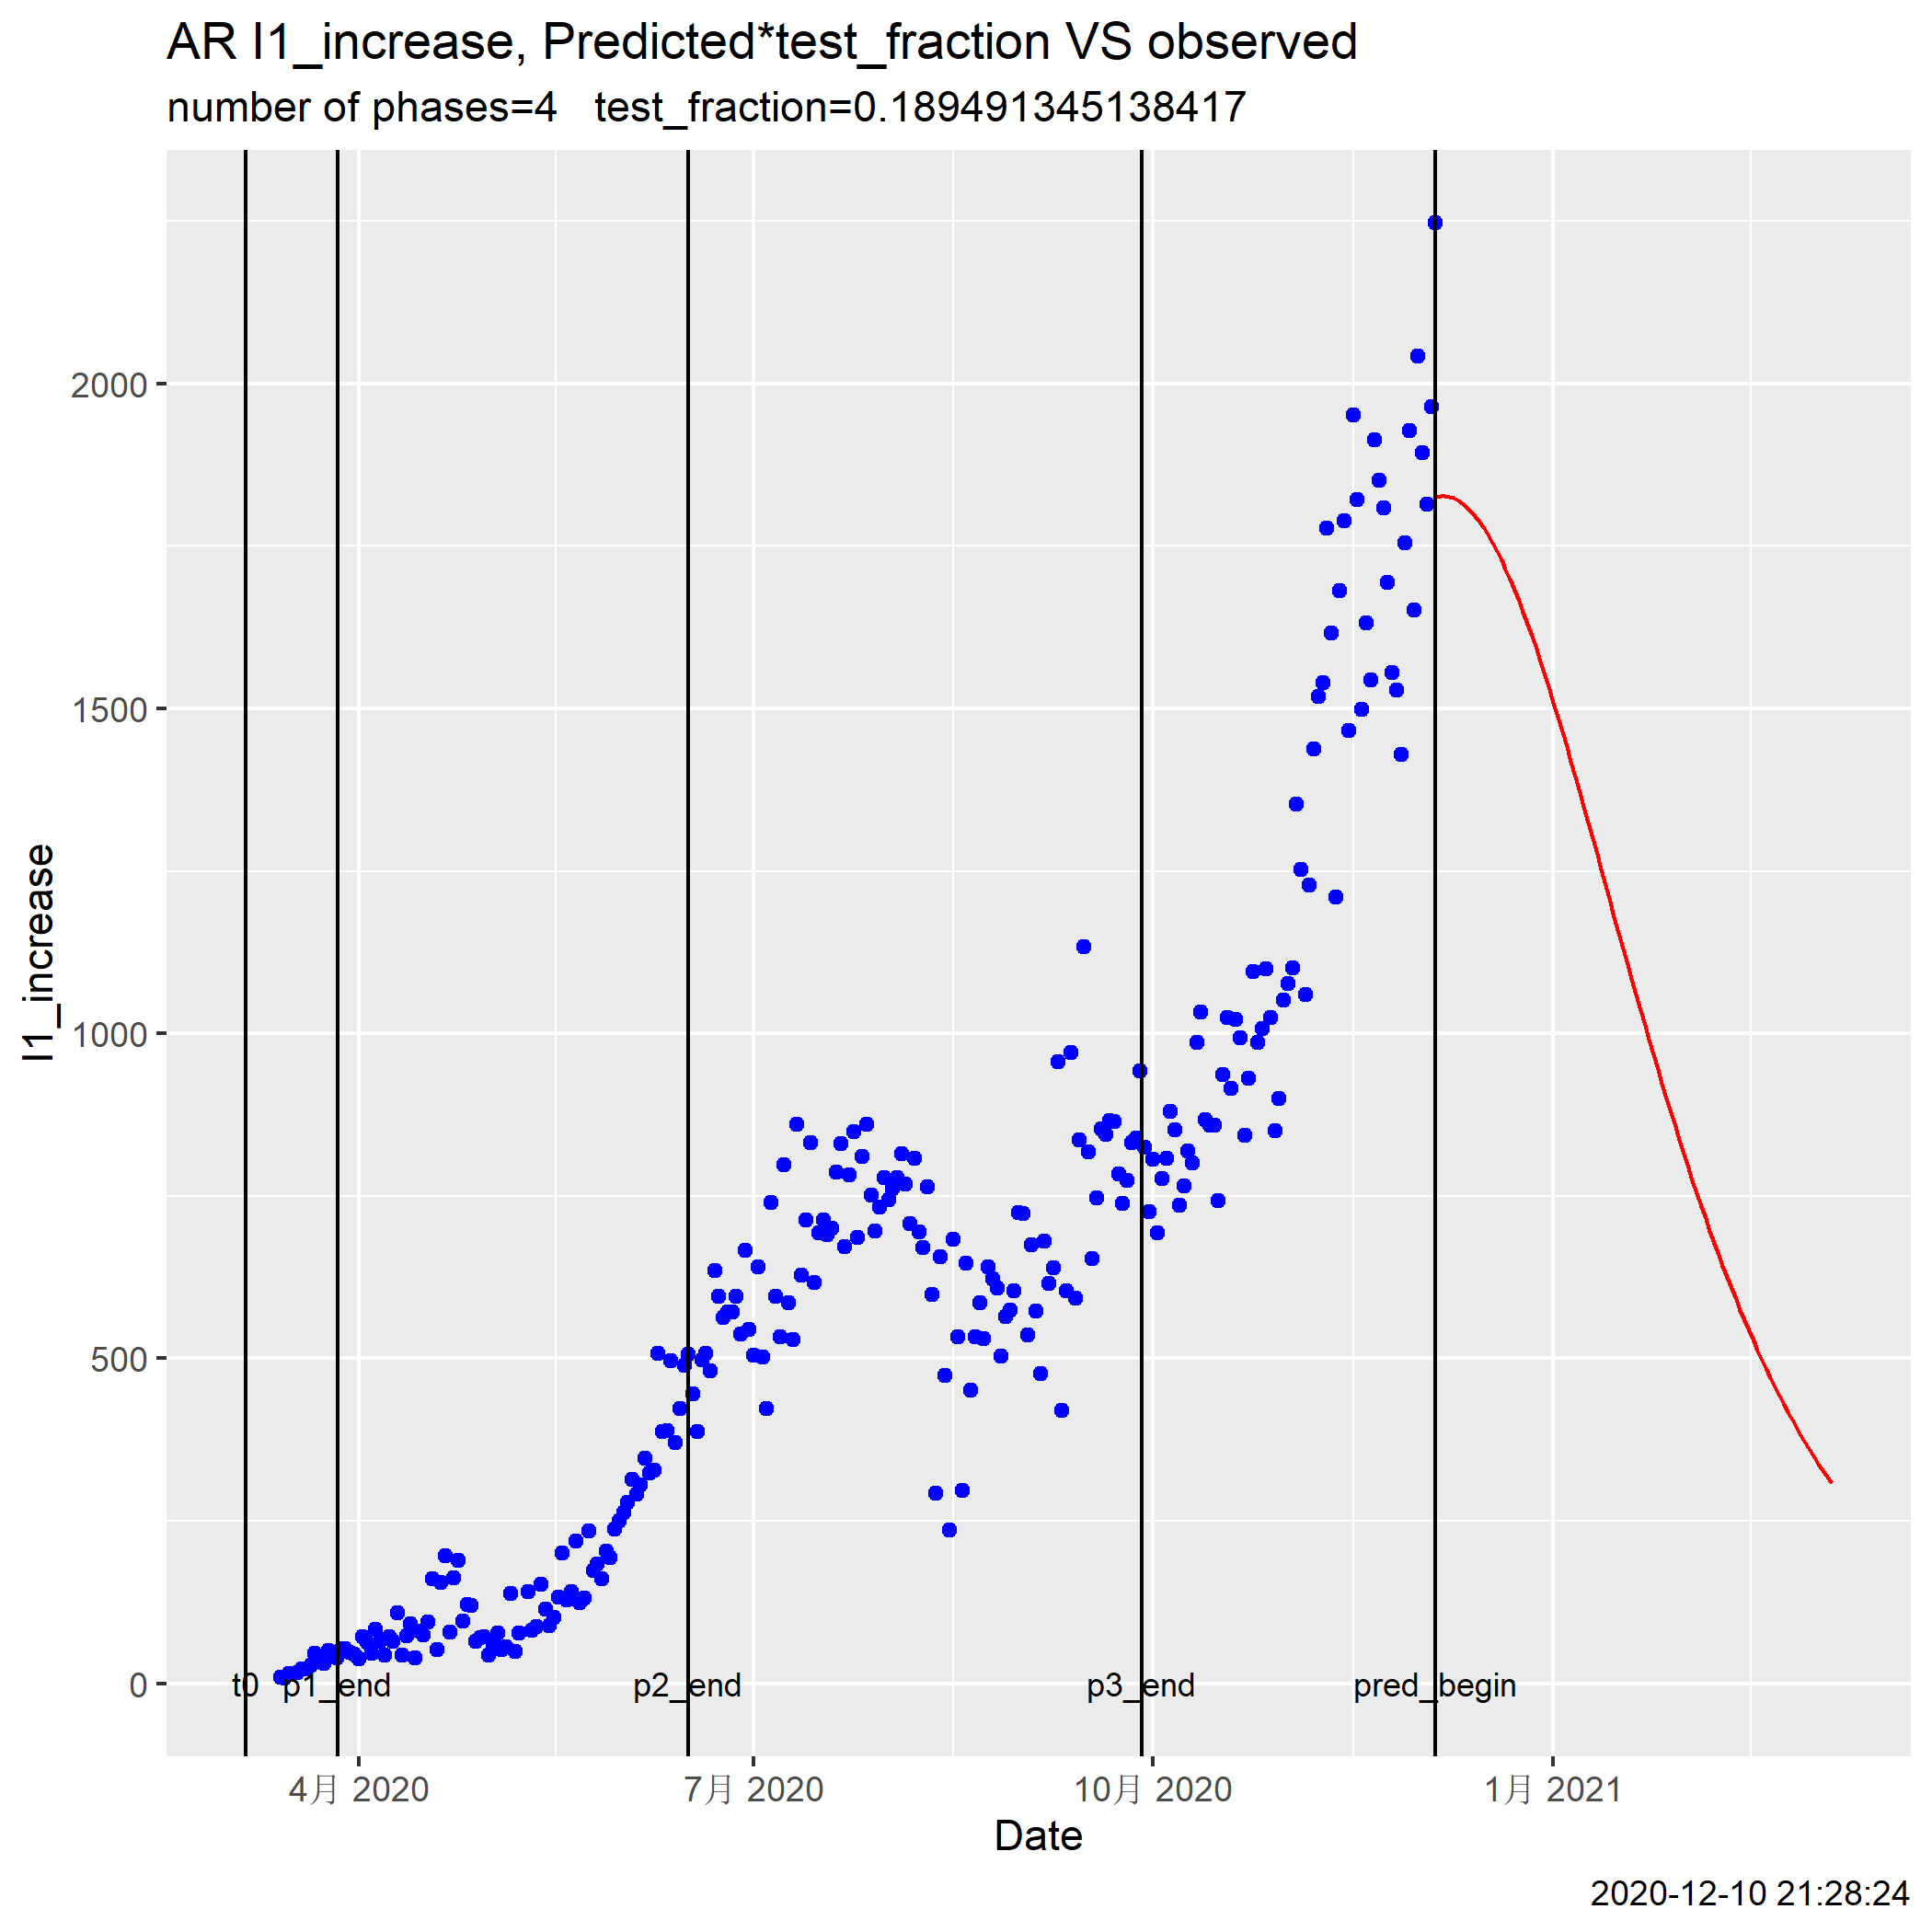 AR I1_increase, Predicted*test_fraction VS observed
number of phases=4 test_fraction=0.189491345138417
I1_increase
2000
1500
1000
500
0
t0 p1_end p2_end p3_end pred_begin
4月 2020 7月 2020 10月 2020 1月 2021
Date
2020-12-10 21:28:24